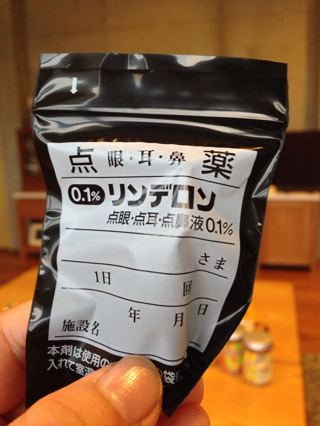 点 眼・耳・鼻 薬
0.1% リンデロン
点眼・点耳・点鼻液0.1%
さま
1日 回
年 月 日
施設名
本剤は使用の
袋
入れて室温